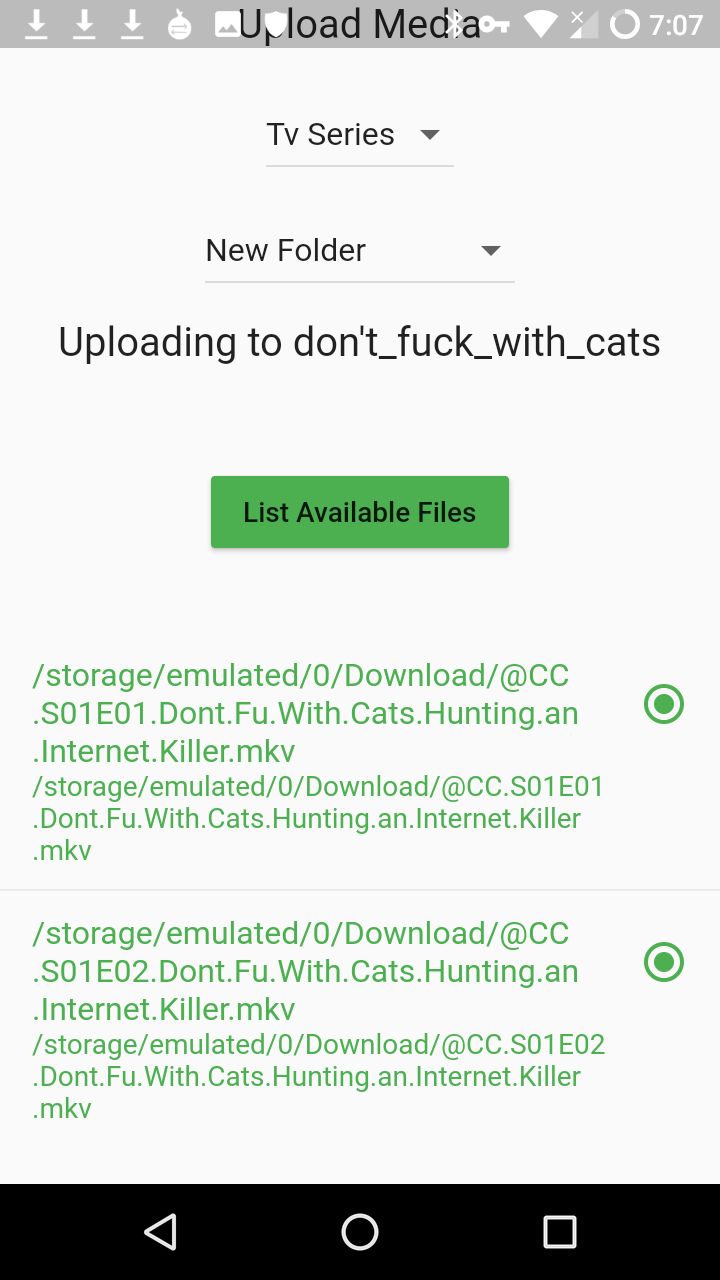 Upload Media
7:07
Tv Series
New Folder
Uploading to don't_fuck_with_cats
List Available Files
/storage/emulated/0/Download/@CC
.S01E01.Dont.Fu.With.Cats.Hunting.an
.Internet.Killer.mkv
/storage/emulated/0/Download/@CC.S01E01
.Dont.Fu.With.Cats.Hunting.an.Internet.Killer
.mkv
/storage/emulated/0/Download/@CC
.S01E02.Dont.Fu.With.Cats.Hunting.an
.Internet.Killer.mkv
/storage/emulated/0/Download/@CC.S01E02
.Dont.Fu.With.Cats.Hunting.an.Internet.Killer
.mkv